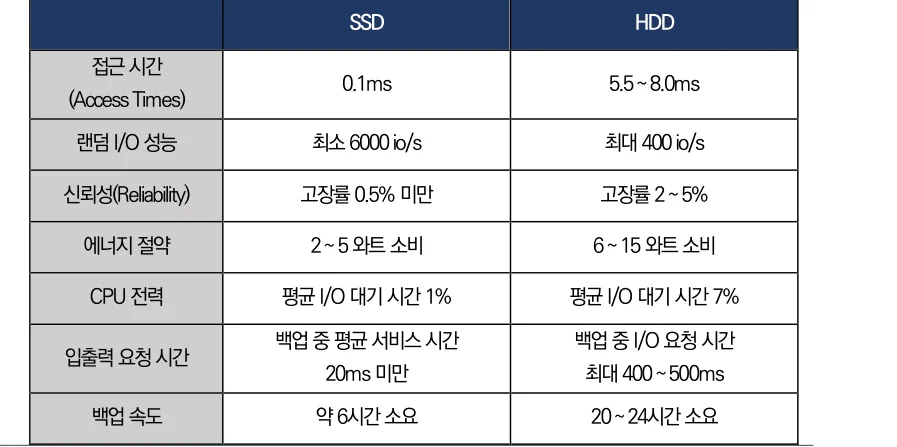 SSD HDD
접근 시간
(Access Times) 0.1ms 5.5 ~ 8.0ms
랜덤 I/O 성능 최소 6000 io/s 최대 400 io/s
신뢰성(Reliability) 고장률 0.5% 미만 고장률 2 ~ 5%
에너지 절약 2 ~ 5 와트 소비 6 ~ 15 와트 소비
CPU 전력 평균 I/O 대기 시간 1% 평균 I/O 대기 시간 7%
입출력 요청 시간
백업 중 평균 서비스 시간
20ms 미만
백업 중 I/O 요청 시간
최대 400 ~ 500ms
백업 속도 약 6시간 소요 20 ~ 24시간 소요